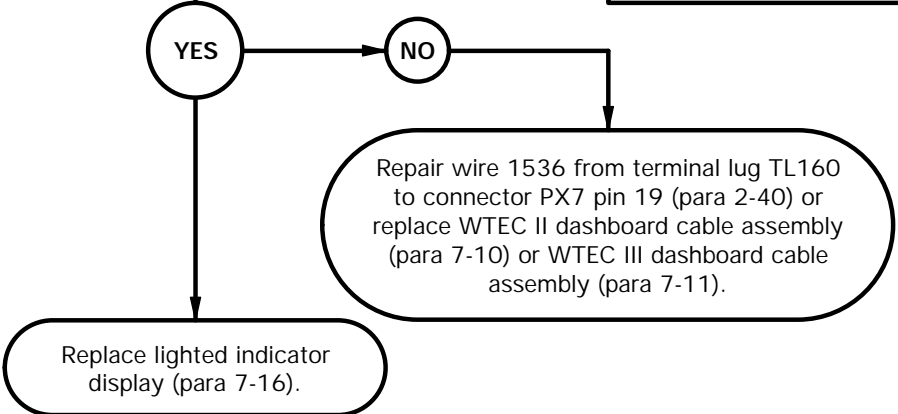 YES
NO
Repair wire 1536 from terminal lug TL160
to connector PX7 pin 19 (para 2-40) or
replace WTEC II dashboard cable assembly
(para 7-10) or WTEC III dashboard cable
assembly (para 7-11).
Replace lighted indicator
display (para 7-16).